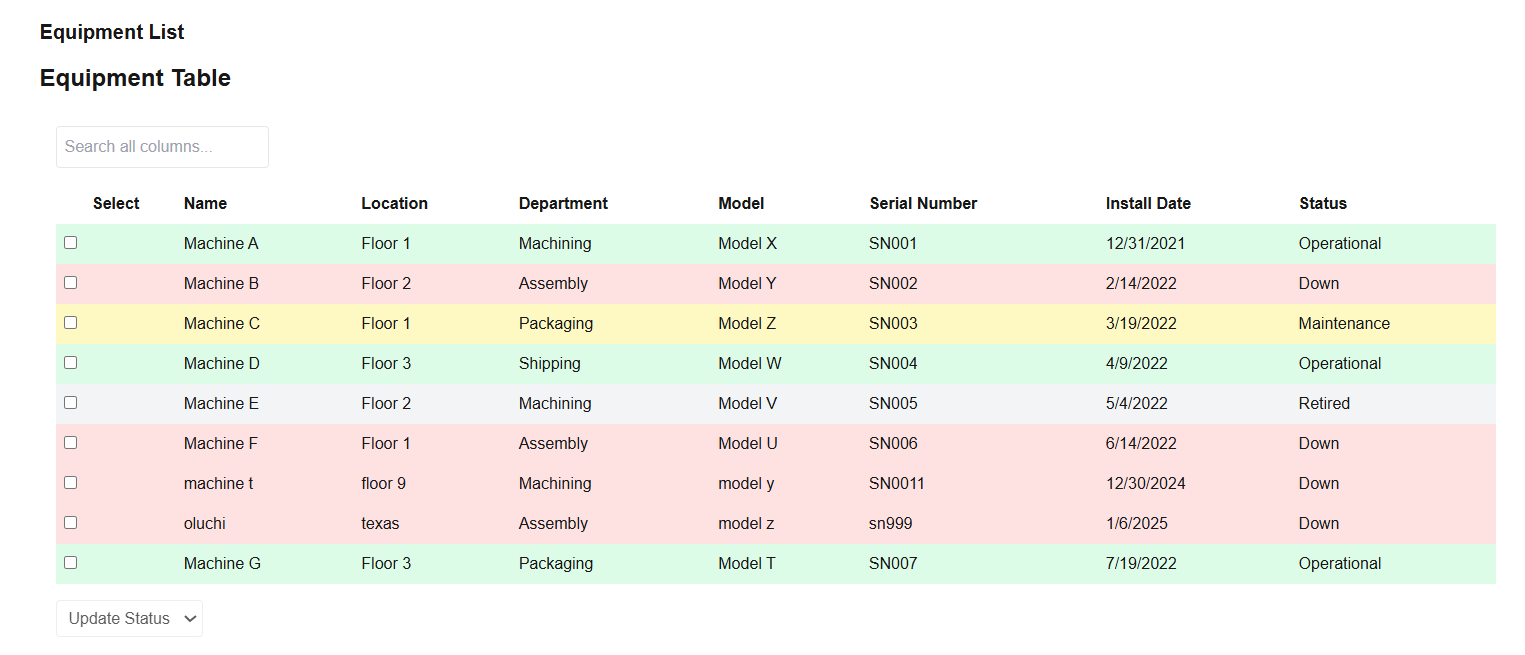 Equipment List
Equipment Table
Search all columns...
Select Name Location Department Model Serial Number Install Date Status
Machine A Floor 1 Machining Model X SN001 12/31/2021 Operational
Machine B Floor 2 Assembly Model Y SN002 2/14/2022 Down
Machine C Floor 1 Packaging Model Z SN003 3/19/2022 Maintenance
Machine D Floor 3 Shipping Model W SN004 4/9/2022 Operational
Machine E Floor 2 Machining Model V SN005 5/4/2022 Retired
Machine F Floor 1 Assembly Model U SN006 6/14/2022 Down
machine t floor 9 Machining model y SN0011 12/30/2024 Down
oluchi texas Assembly model z sn999 1/6/2025 Down
Machine G Floor 3 Packaging Model T SN007 7/19/2022 Operational
Update Status